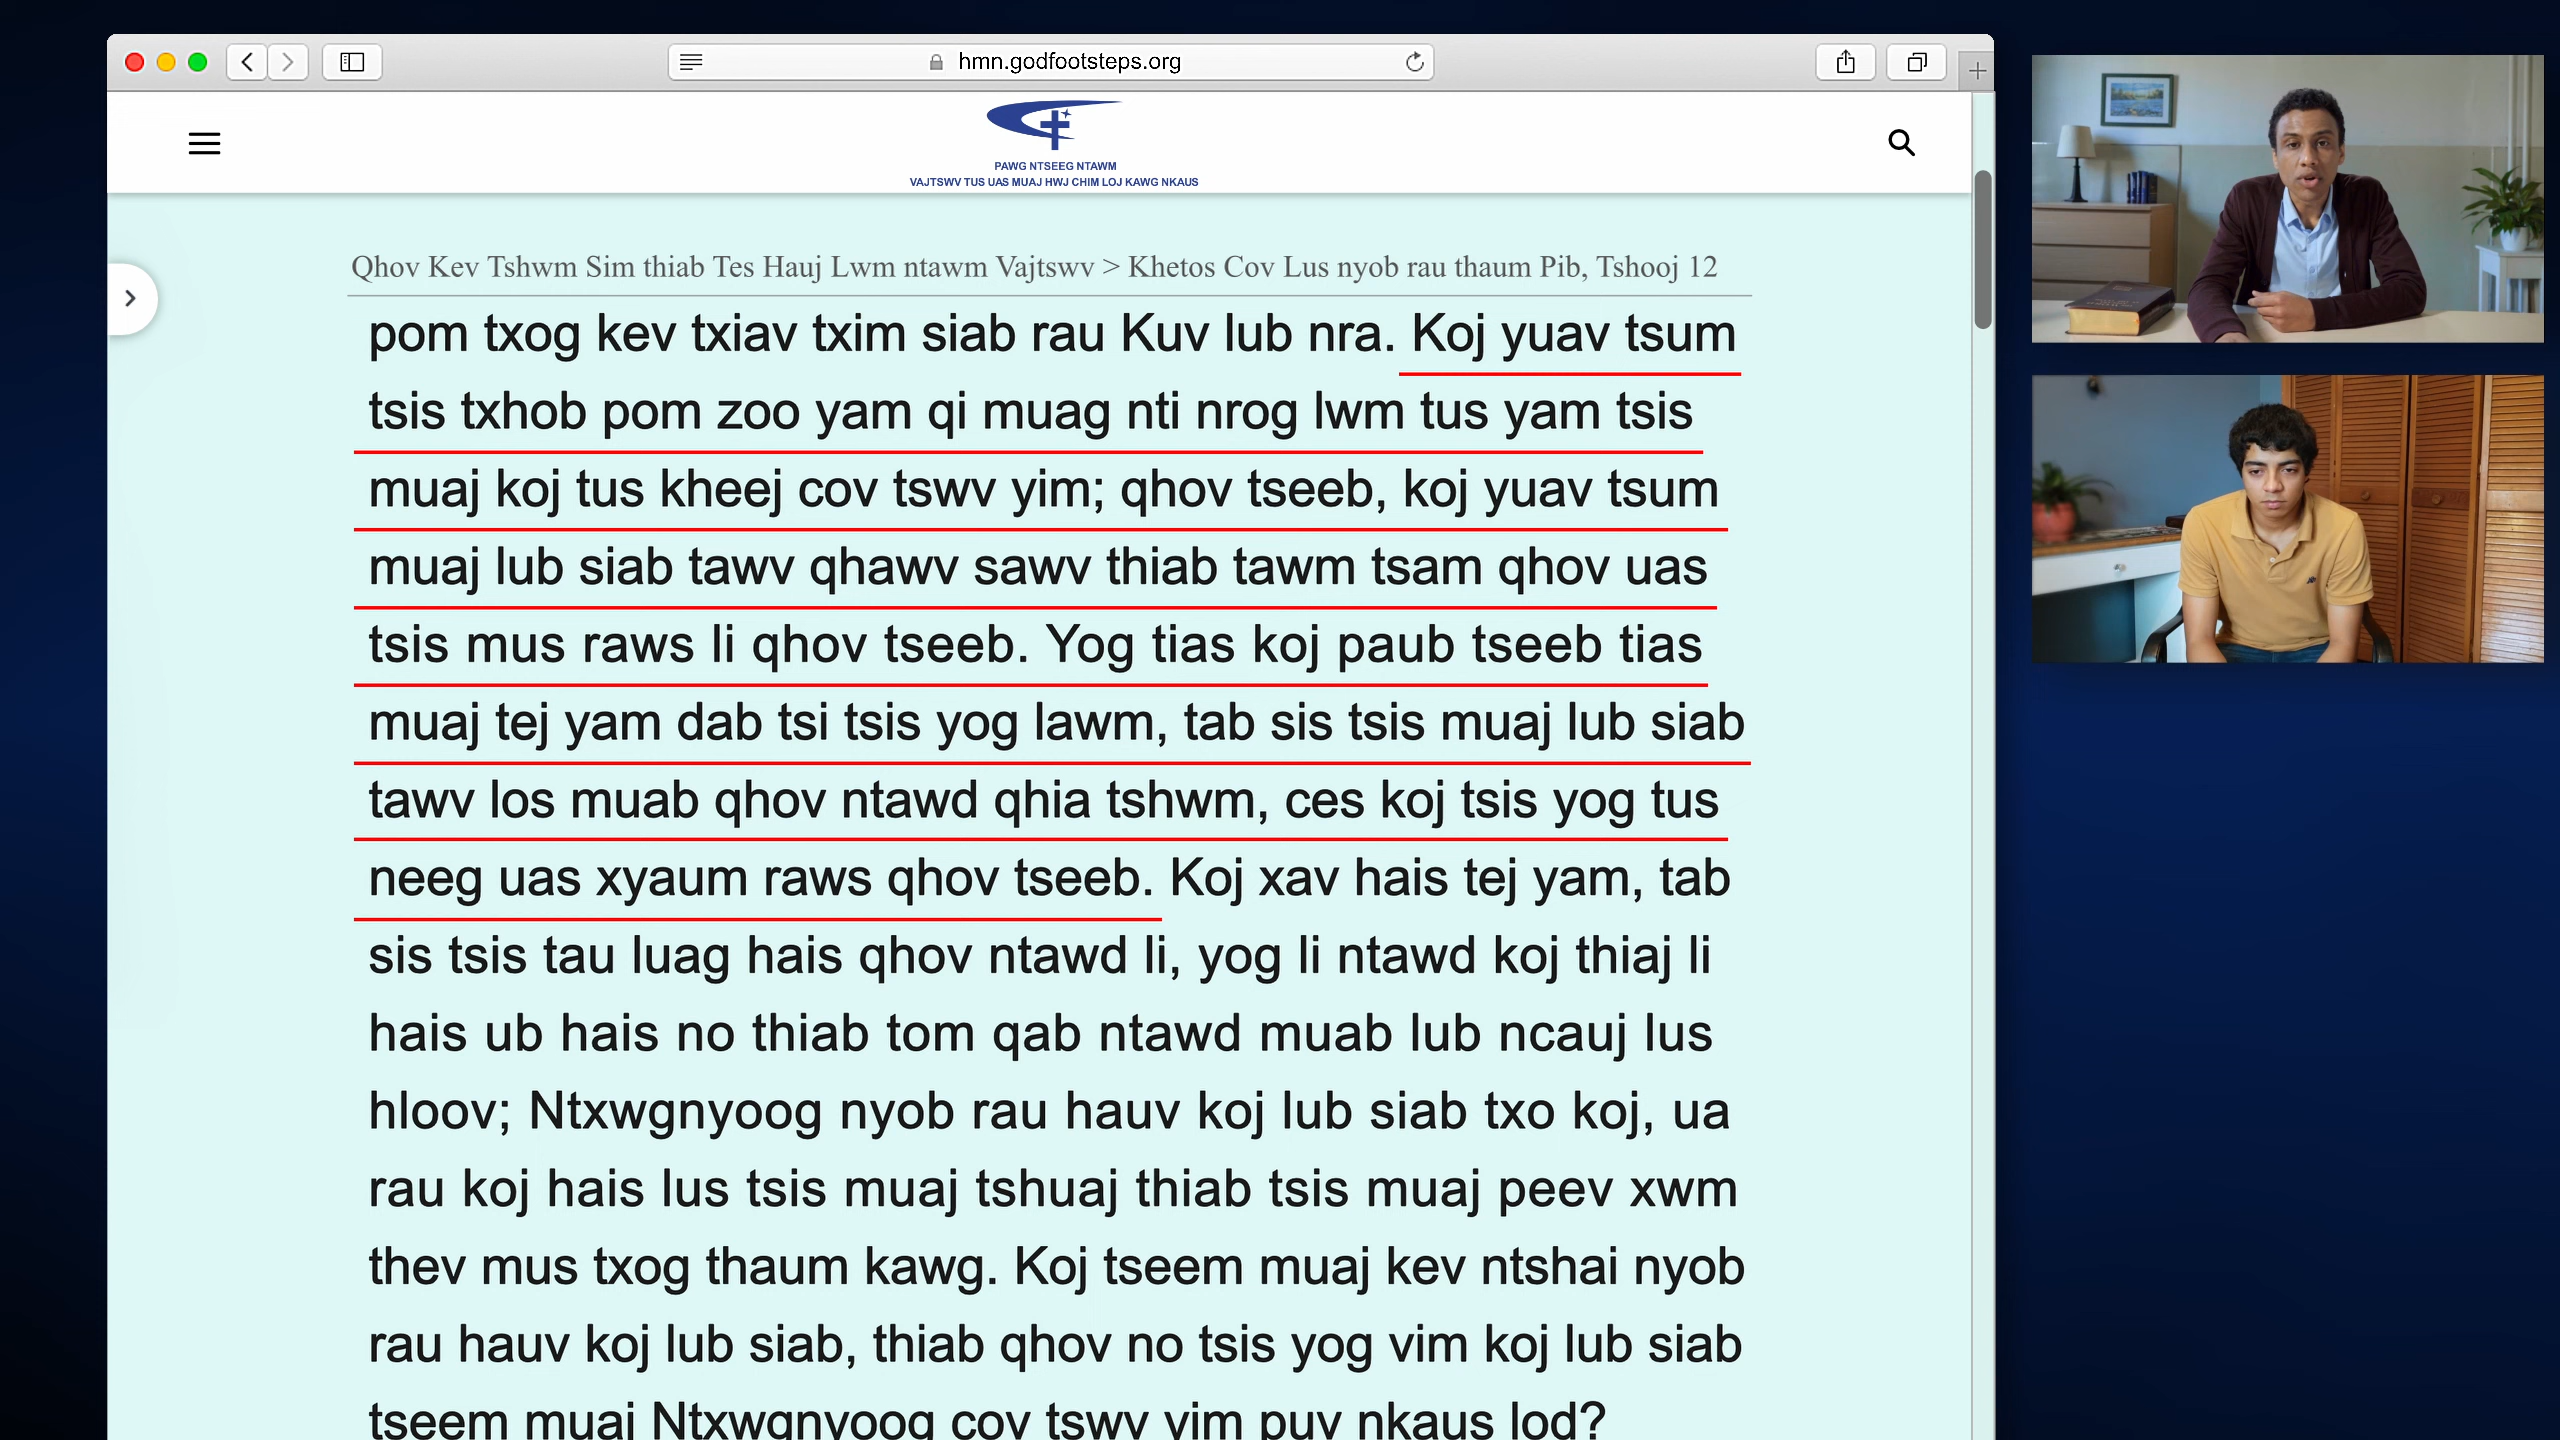 hmn.godfootsteps.org
PAWG NTSEEG NTAWM
VAJTSWV TUS UAS MUAJ HWJ CHIM LOJ KAWG NKAUS
Qhov Kev Tshwm Sim thiab Tes Hauj Lwm ntawm Vajtswv > Khetos Cov Lus nyob rau thaum Pib, Tshooj 12
pom txog kev txiav txim siab rau Kuv lub nra. Koj yuav tsum
tsis txhob pom zoo yam qi muag nti nrog lwm tus yam tsis
muaj koj tus kheej cov tswv yim; qhov tseeb, koj yuav tsum
muaj lub siab tawv qhawv sawv thiab tawm tsam qhov uas
tsis mus raws li qhov tseeb. Yog tias koj paub tseeb tias
muaj tej yam dab tsi tsis yog lawm, tab sis tsis muaj lub siab
tawv los muab qhov ntawd qhia tshwm, ces koj tsis yog tus
neeg uas xyaum raws qhov tseeb. Koj xav hais tej yam, tab
sis tsis tau luag hais qhov ntawd li, yog li ntawd koj thiaj li
hais ub hais no thiab tom qab ntawd muab lub ncauj lus
hloov; Ntxwgnyoog nyob rau hauv koj lub siab txo koj, ua
rau koj hais lus tsis muaj tshuaj thiab tsis muaj peev xwm
thev mus txog thaum kawg. Koj tseem muaj kev ntshai nyob
rau hauv koj lub siab, thiab qhov no tsis yog vim koj lub siab
tseem muaj Ntxwgnyoog cov tswv yim puv nkaus lod?